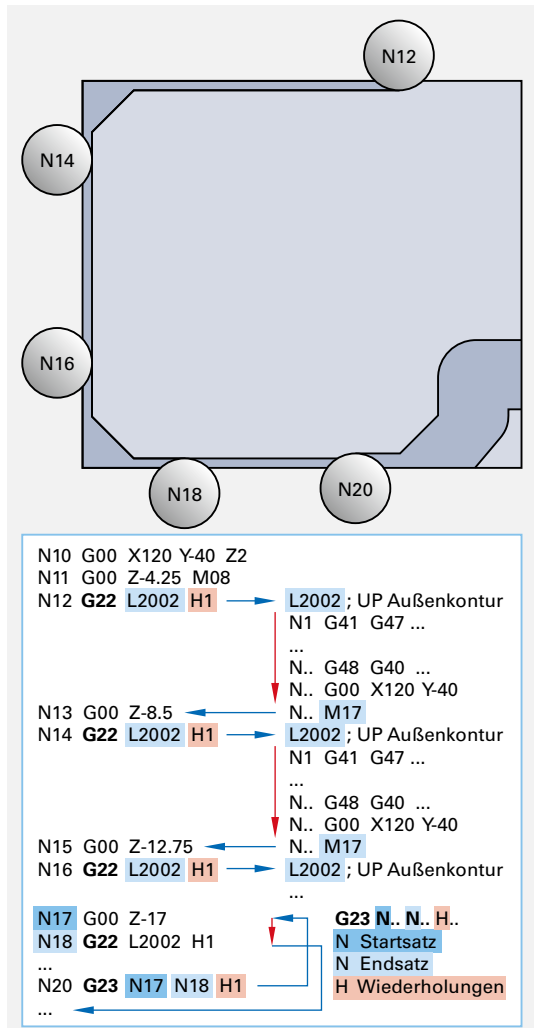 N12
N14
N16
N18
N20
N10 G00 X120 Y-40 Z2
N11 G00 Z-4.25 M08
N12 G22 L2002 H1 L2002 ; UP Außenkontur
N1 G41 G47 ...
...
N.. G48 G40 ...
N.. G00 X120 Y-40
N13 G00 Z-8.5 N.. M17
N14 G22 L2002 H1 L2002 ; UP Außenkontur
N1 G41 G47 ...
...
N.. G48 G40 ...
N.. G00 X120 Y-40
N15 G00 Z-12.75 N.. M17
N16 G22 L2002 H1 L2002 ; UP Außenkontur
...
N17 G00 Z-17 G23 N.. N.. H..
N18 G22 L2002 H1 N Startsatz
... N Endsatz
N20 G23 N17 N18 H1 H Wiederholungen
...